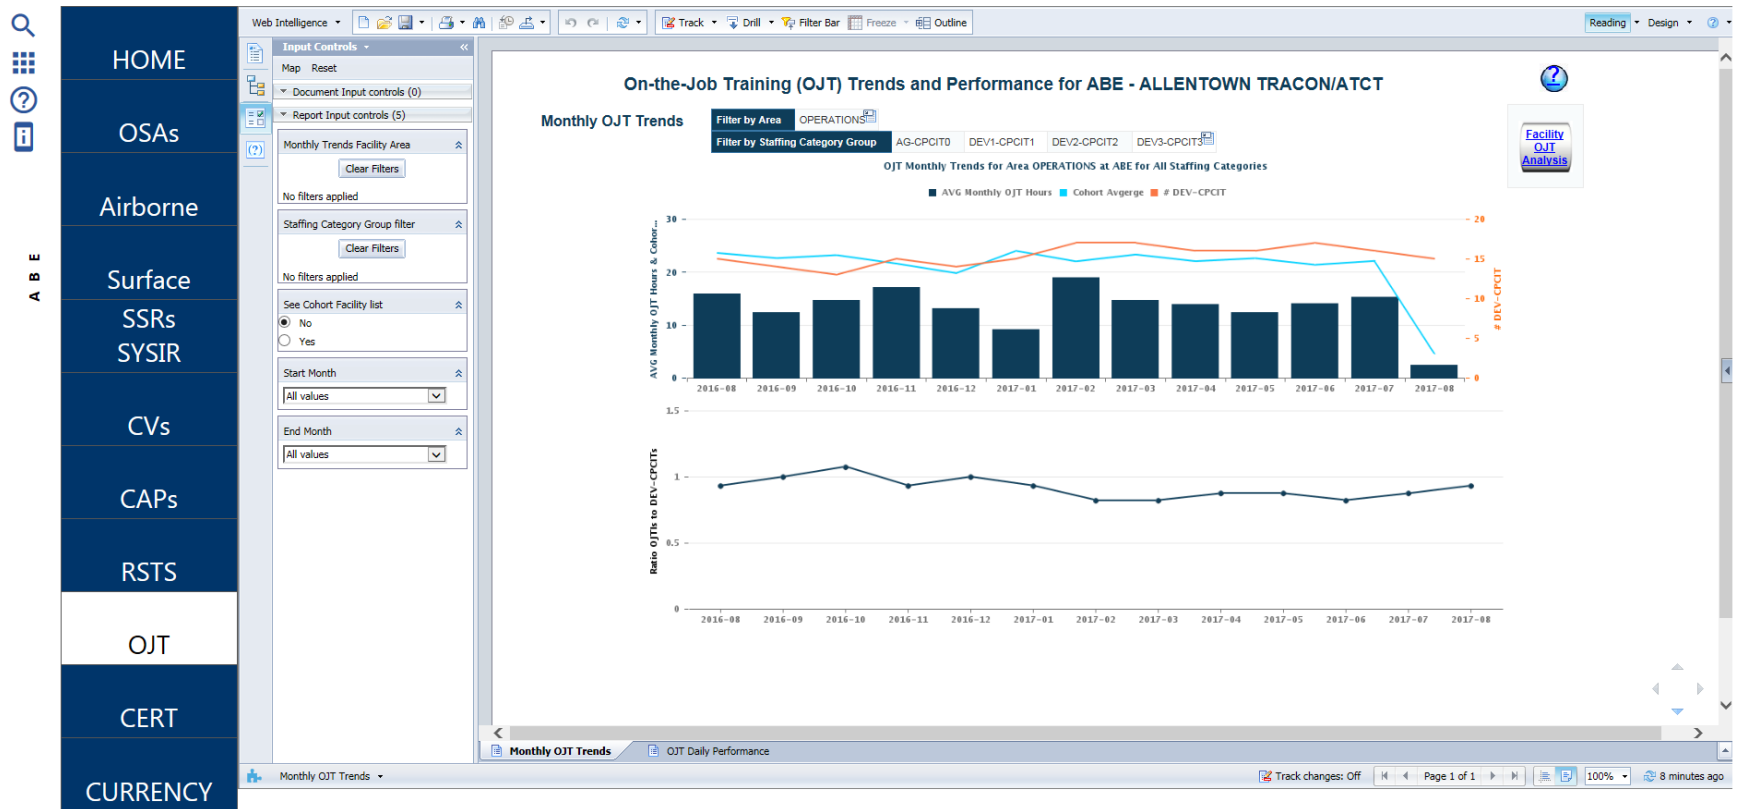 HOME
OSAs
Airborne
Surface
SSRs
SYSIR
CVs
CAPs
RSTS
OJT
CERT
CURRENCY
A B E
Web Intelligence
Track
Drill
Filter Bar
Freeze
Outline
Reading
Design
Input Controls
Map Reset
Document Input controls (0)
Report Input controls (5)
Monthly Trends Facility Area
Clear Filters
No filters applied
Staffing Category Group filter
Clear Filters
No filters applied
See Cohort Facility list
No
Yes
Start Month
All values
End Month
All values
On-the-Job Training (OJT) Trends and Performance for ABE - ALLENTOWN TRACON/ATCT
Monthly OJT Trends
Filter by Area OPERATIONS
Filter by Staffing Category Group AG-CPCIT0 DEV1-CPCIT1 DEV2-CPCIT2 DEV3-CPCIT3
Facility
OJT
Analysis
OJT Monthly Trends for Area OPERATIONS at ABE for All Staffing Categories
AVG Monthly OJT Hours Cohort Avgerge # DEV-CPCIT
AVG Monthly OJT Hours & Cohor...
30
20
10
0
20
15
10
5
0
# DEV-CPCIT
2016-08 2016-09 2016-10 2016-11 2016-12 2017-01 2017-02 2017-03 2017-04 2017-05 2017-06 2017-07 2017-08
Ratio OJTIs to DEV-CPCITs
1.5
1
0.5
0
2016-08 2016-09 2016-10 2016-11 2016-12 2017-01 2017-02 2017-03 2017-04 2017-05 2017-06 2017-07 2017-08
Monthly OJT Trends
OJT Daily Performance
Monthly OJT Trends
Track changes: Off
Page 1 of 1
100%
8 minutes ago